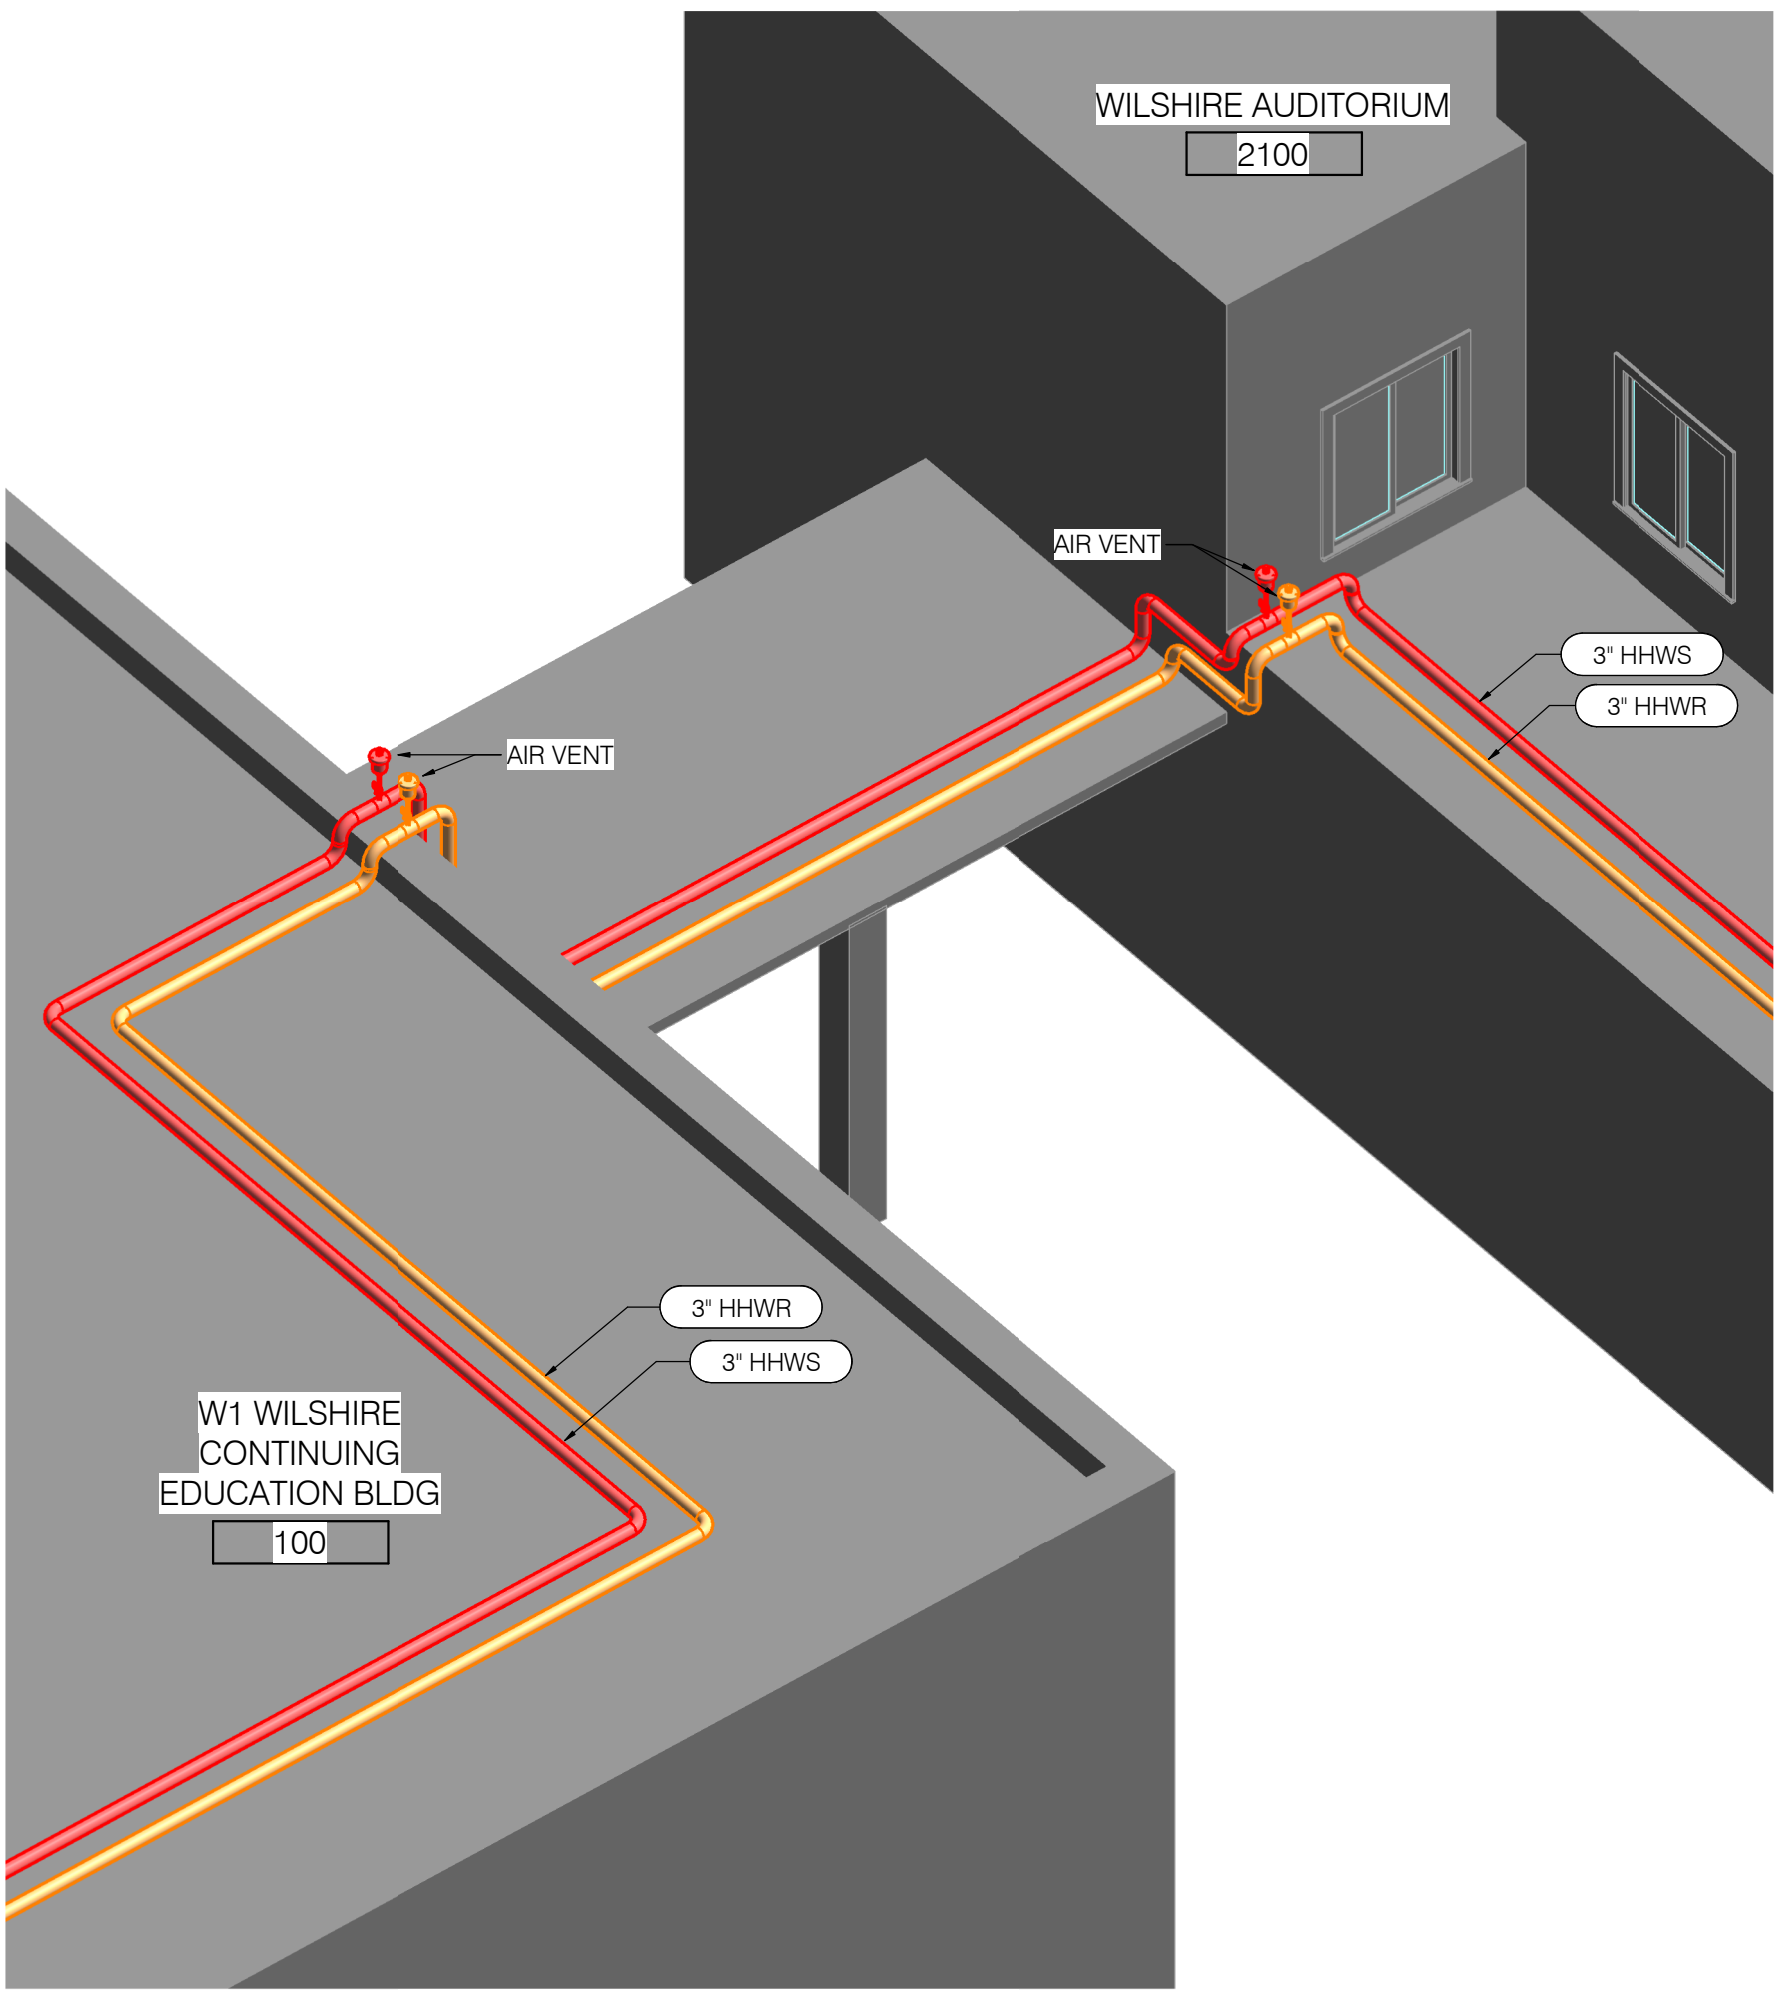 WILSHIRE AUDITORIUM
2100
AIR VENT
3" HHWS
3" HHWR
AIR VENT
3" HHWR
3" HHWS
W1 WILSHIRE
CONTINUING
EDUCATION BLDG
100